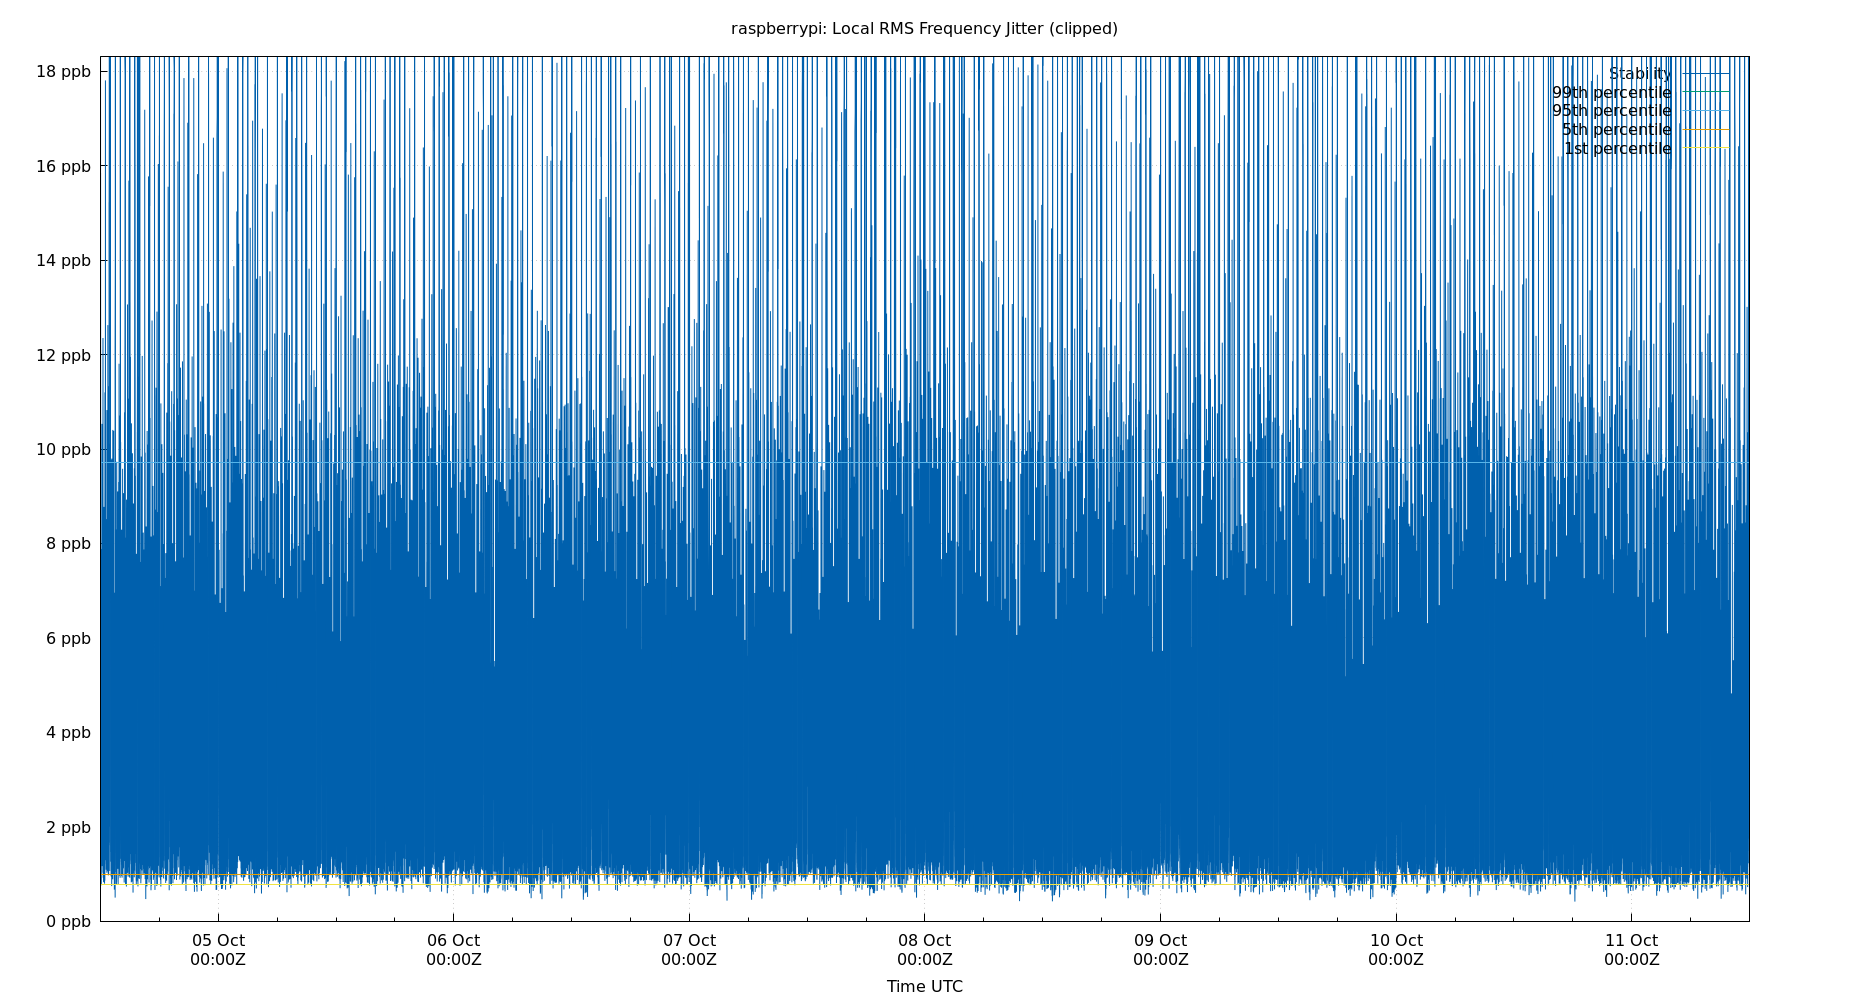 raspberrypi: Local RMS Frequency Jitter (clipped)
18 ppb
16 ppb
14 ppb
12 ppb
10 ppb
8 ppb
6 ppb
4 ppb
2 ppb
0 ppb
Stability
99th percentile
95th percentile
5th percentile
1st percentile
05 Oct 06 Oct 07 Oct 08 Oct 09 Oct 10 Oct 11 Oct
00:00Z 00:00Z 00:00Z 00:00Z 00:00Z 00:00Z 00:00Z
Time UTC